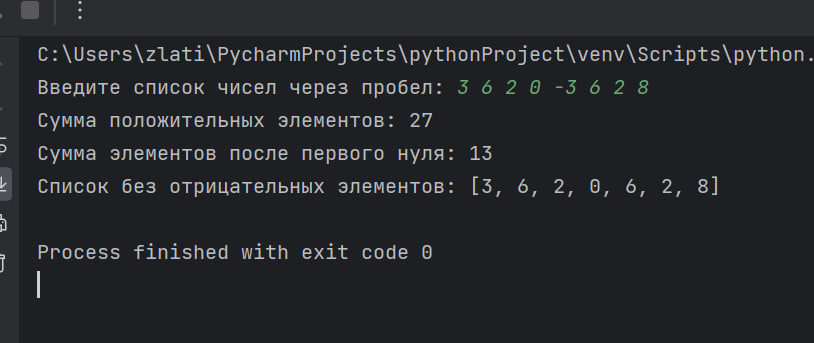 C:\Users\zlati\PycharmProjects\pythonProject\venv\Scripts\python.
Введите список чисел через пробел: 3 6 2 0 -3 6 2 8
Сумма положительных элементов: 27
Сумма элементов после первого нуля: 13
Список без отрицательных элементов: [3, 6, 2, 0, 6, 2, 8]
Process finished with exit code 0